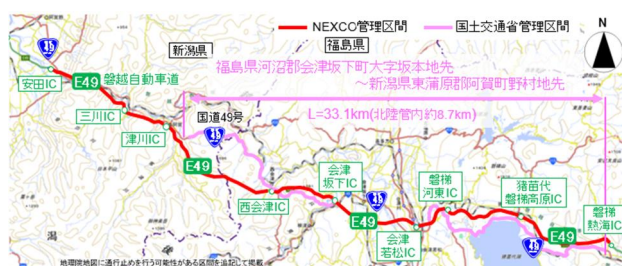 NEXCO管理区間
国土交通省管理区間
N
新潟県
福島県
福島県河沼郡会津坂下町大字坂本地先
～新潟県東蒲原郡阿賀町野村地先
L=33.1km(北陸管内約8.7km)
49
安田IC
E49
磐越自動車道
三川IC
津川IC
国道49号
49
E49
西会津IC
会津
坂下IC
49
E49
会津
若松IC
磐梯
河東IC
猪苗代
磐梯高原IC
49
E49
磐梯
熱海IC
潟
地理院地図に通行止めを行う可能性がある区間を追記して掲載